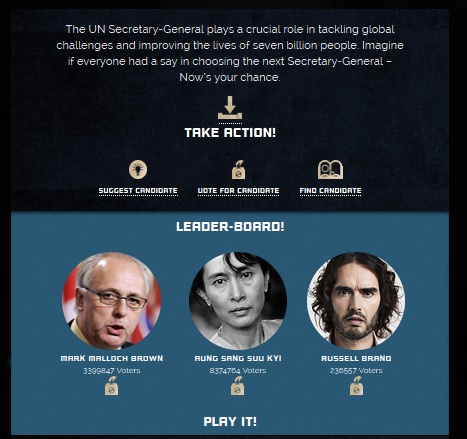 The UN Secretary-General plays a crucial role in tackling global
challenges and improving the lives of seven billion people. Imagine
if everyone had a say in choosing the next Secretary-General –
Now's your chance.
TAKE ACTION!
SUGGEST CANDIDATE VOTE FOR CANDIDATE FIND CANDIDATE
LEADER-BOARD!
MARK MALLOCH BROWN AUNG SANG SUU KYI RUSSELL BRAND
3399847 Voters 8374764 Voters 236557 Voters
PLAY IT!